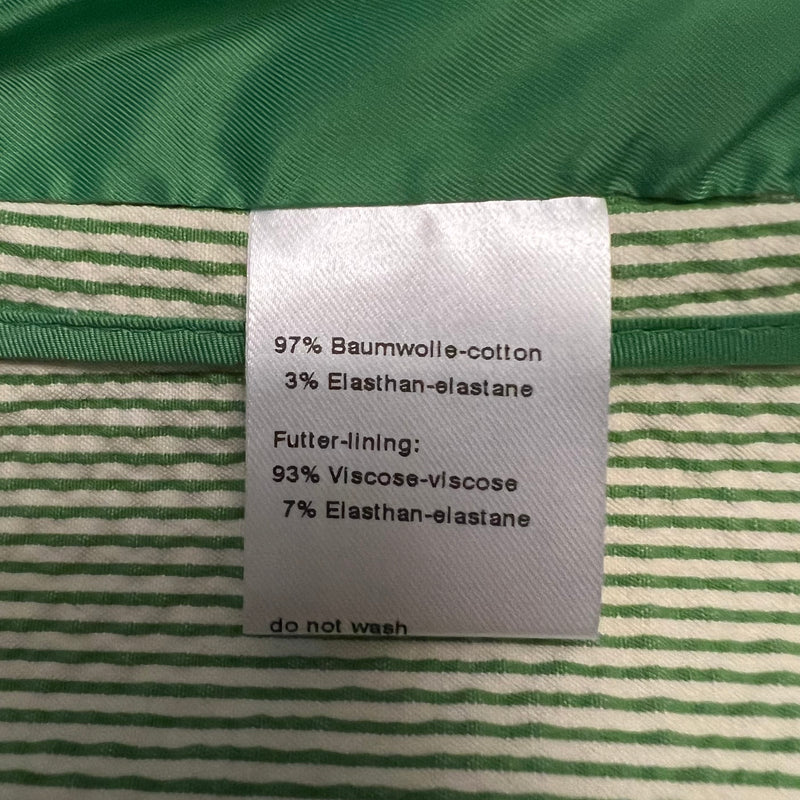 97% Baumwolle-cotton
3% Elasthan-elastane
Futter-lining:
93% Viscose-viscose
7% Elasthan-elastane
do not wash